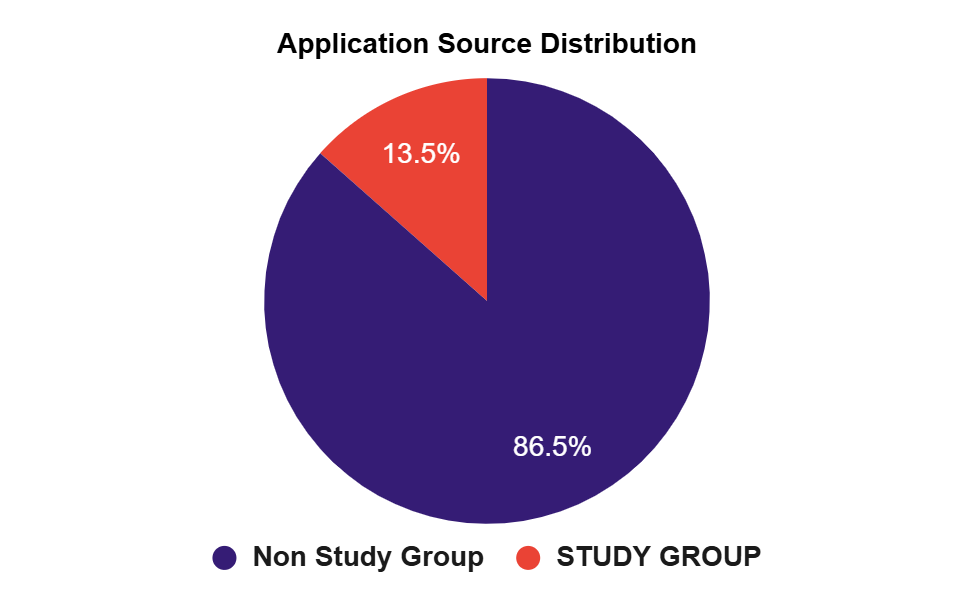 Application Source Distribution
13.5%
86.5%
Non Study Group STUDY GROUP